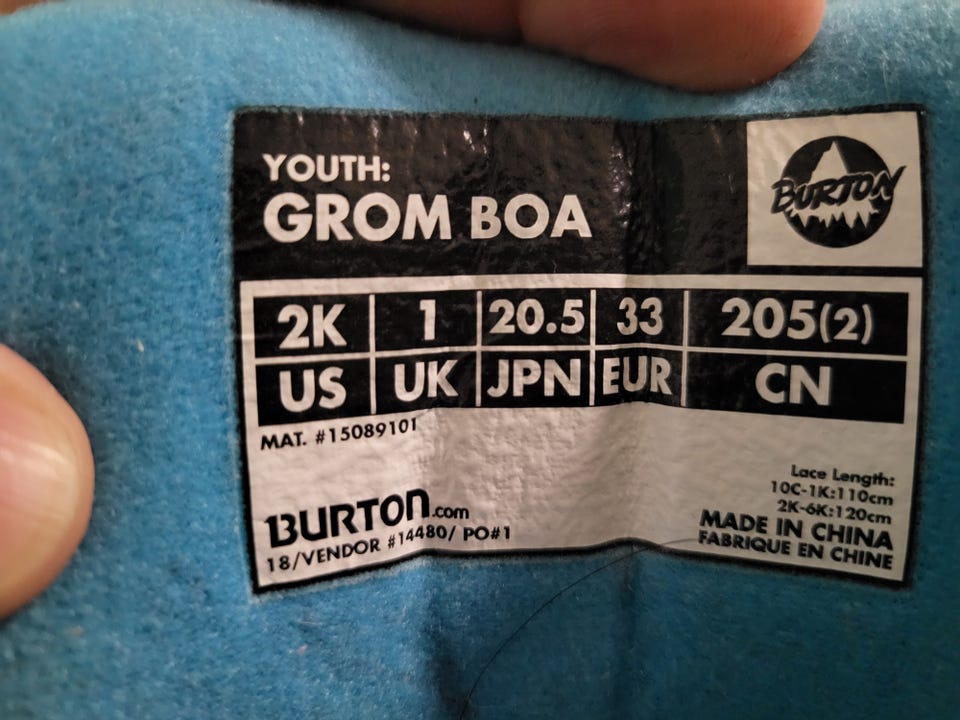 YOUTH:
GROM BOA
BURTON
2K 1 20.5 33 205(2)
US UK JPN EUR CN
MAT. #15089101
Lace Length:
10C-1K:110cm
2K-6K:120cm
BURTON.com
18/VENDOR #14480/ PO#1
MADE IN CHINA
FABRIQUE EN CHINE